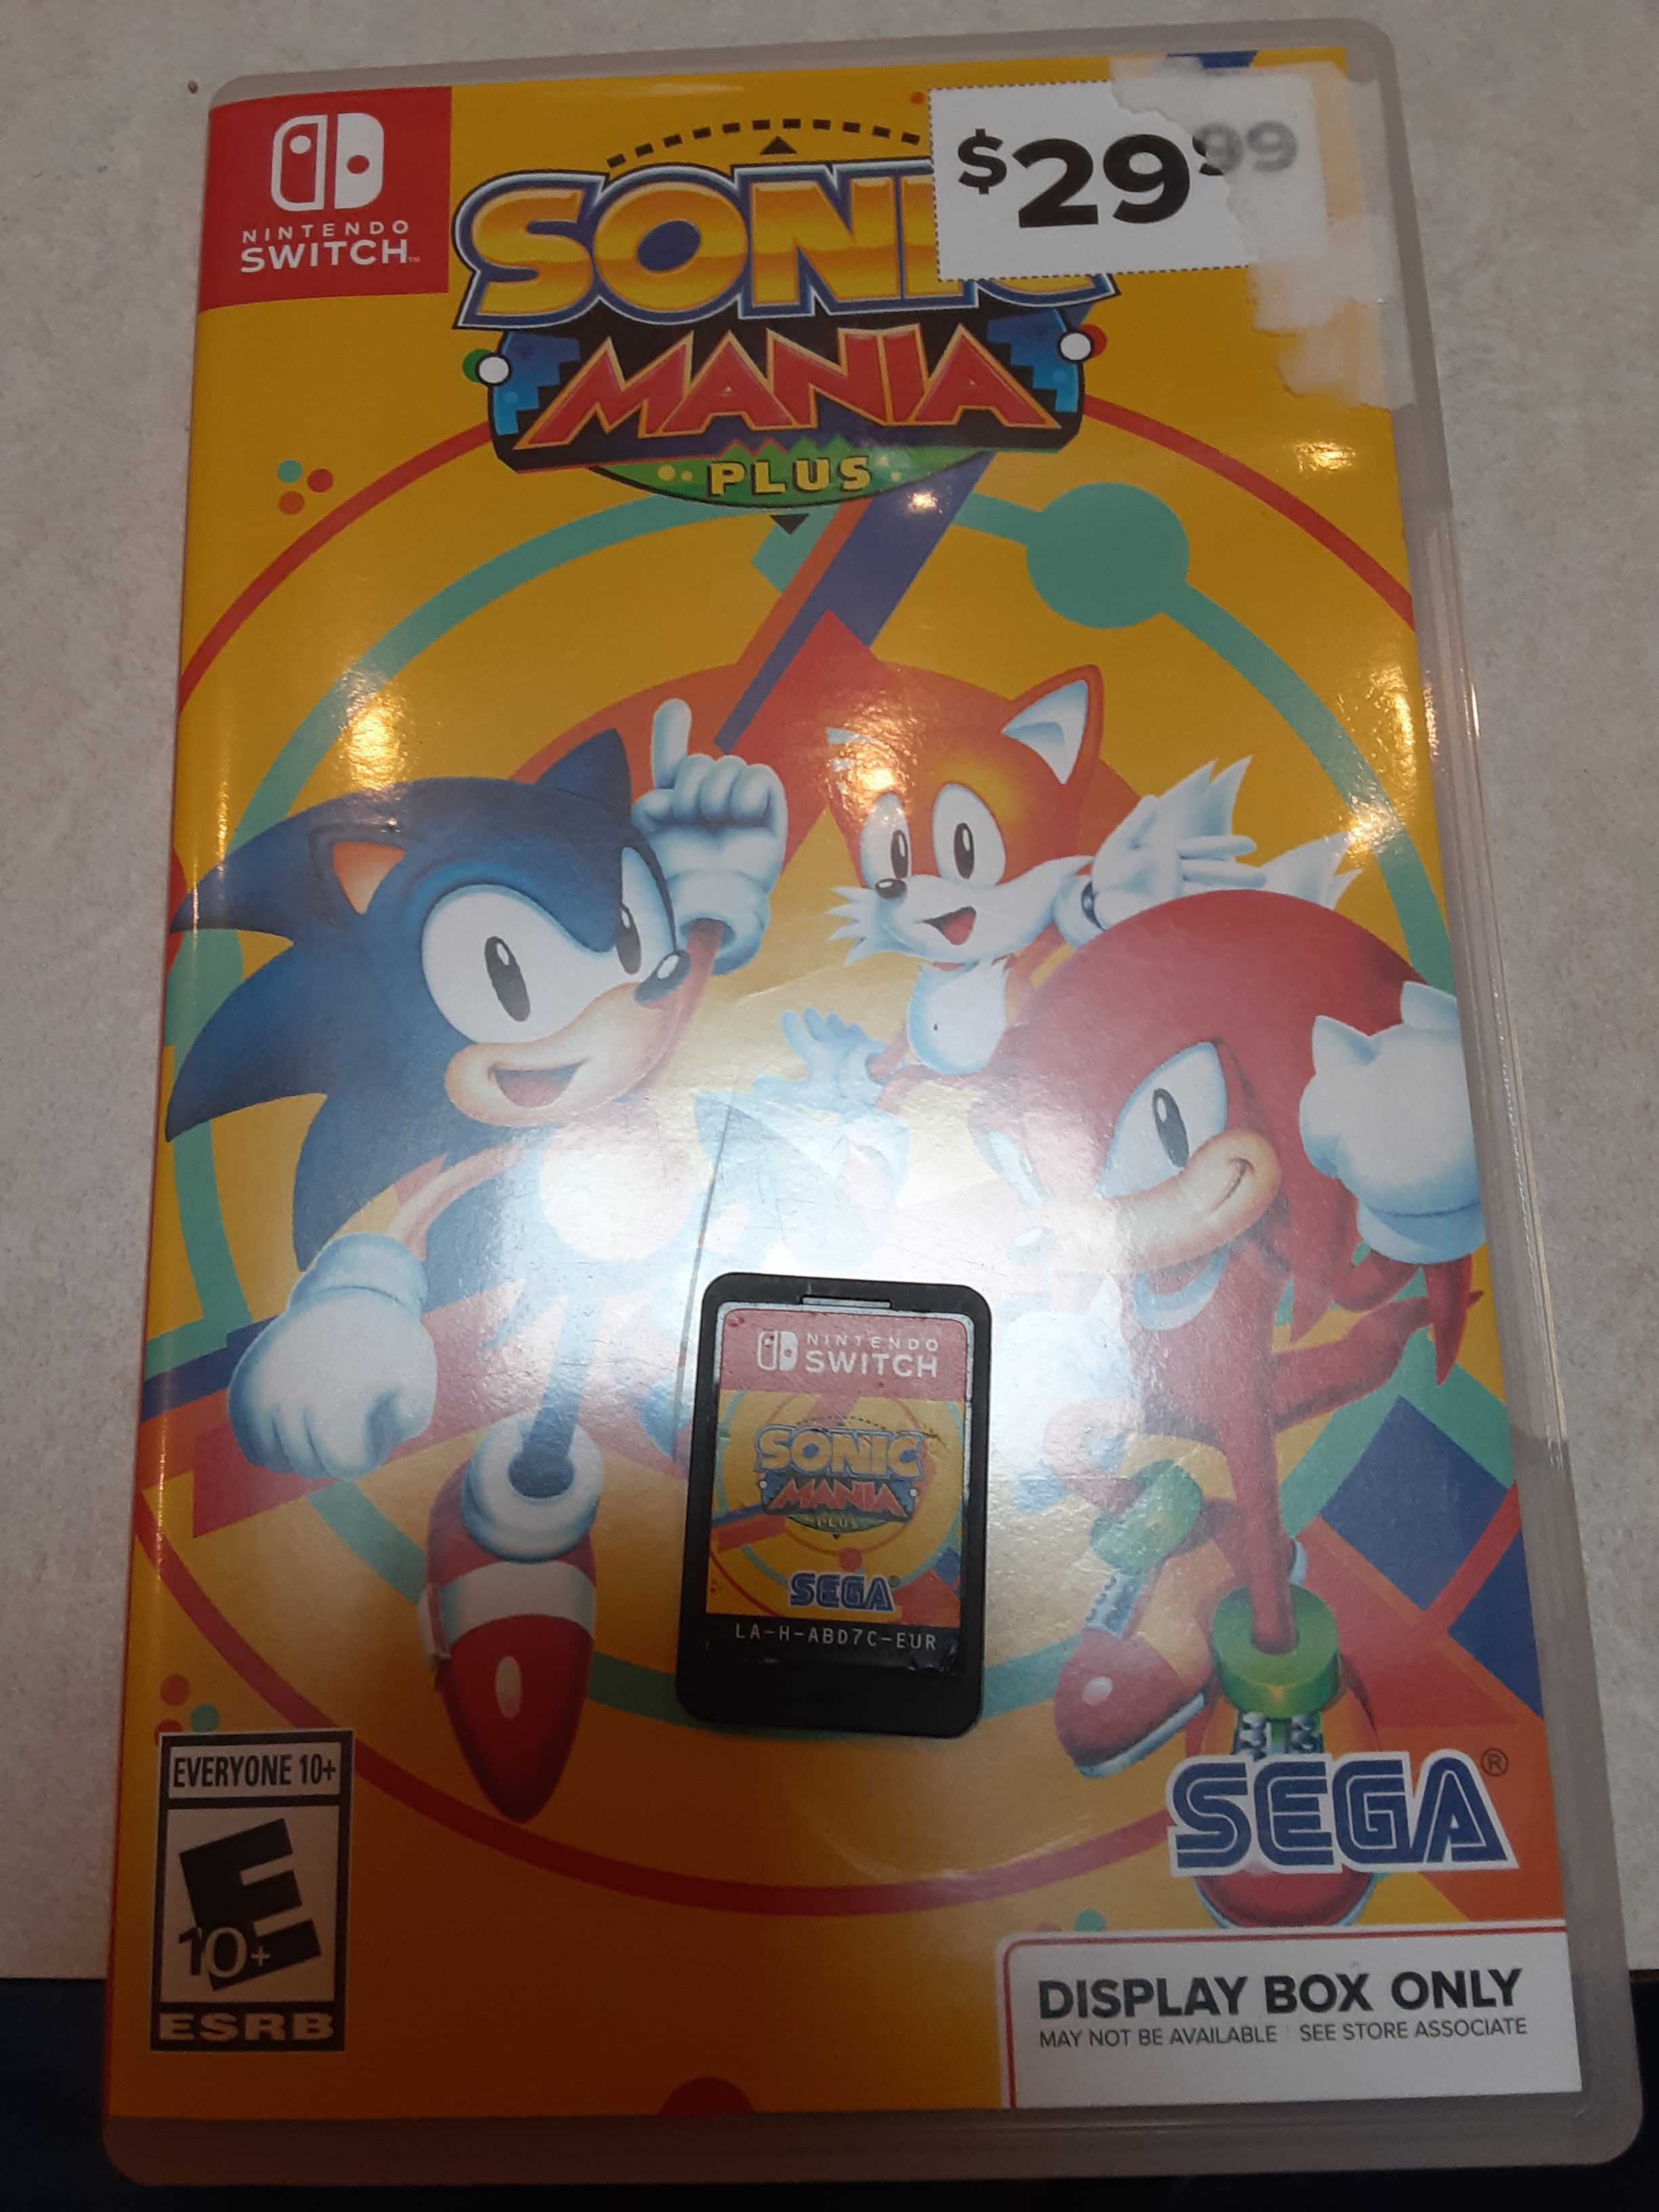 NINTENDO
SWITCH™
$29.99
SONIC
MANIA
PLUS
NINTENDO
SWITCH
SONIC
MANIA
PLUS
SEGA®
LA-H-ABD7C-EUR
EVERYONE 10+
E
10+
ESRB
SEGA®
DISPLAY BOX ONLY
MAY NOT BE AVAILABLE SEE STORE ASSOCIATE